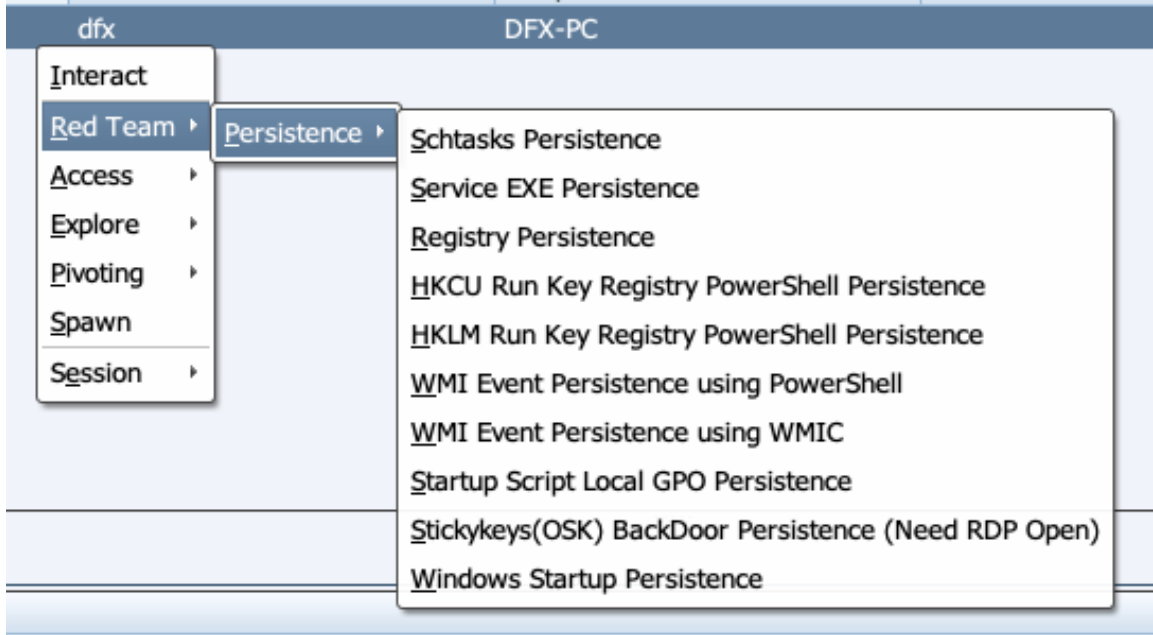 dfx DFX-PC
Interact
Red Team
Access
Explore
Pivoting
Spawn
Session
Persistence
Schtasks Persistence
Service EXE Persistence
Registry Persistence
HKCU Run Key Registry PowerShell Persistence
HKLM Run Key Registry PowerShell Persistence
WMI Event Persistence using PowerShell
WMI Event Persistence using WMIC
Startup Script Local GPO Persistence
Stickykeys(OSK) BackDoor Persistence (Need RDP Open)
Windows Startup Persistence